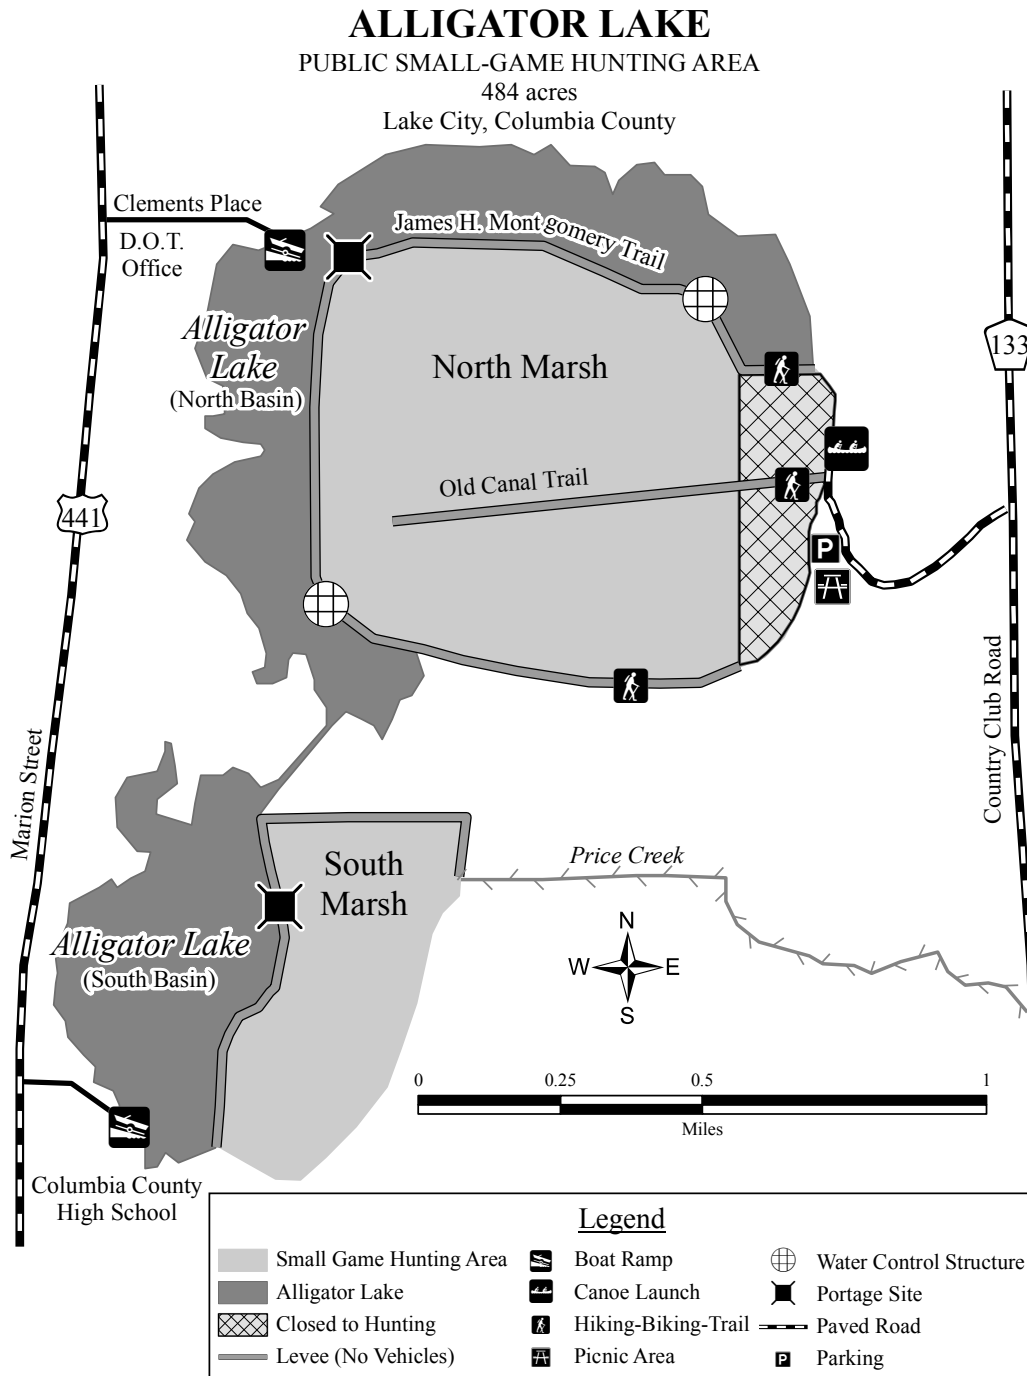 ALLIGATOR LAKE
PUBLIC SMALL-GAME HUNTING AREA
484 acres
Lake City, Columbia County
Clements Place
D.O.T.
Office
James H. Montgomery Trail
Alligator
Lake
(North Basin)
North Marsh
133
Old Canal Trail
441
P
Marion Street
Country Club Road
South
Marsh
Price Creek
Alligator Lake
(South Basin)
N
W E
S
0 0.25 0.5 1
Miles
Columbia County
High School
Legend
Small Game Hunting Area
Alligator Lake
Closed to Hunting
Levee (No Vehicles)
Boat Ramp
Canoe Launch
Hiking-Biking-Trail
Picnic Area
Water Control Structure
Portage Site
Paved Road
P Parking